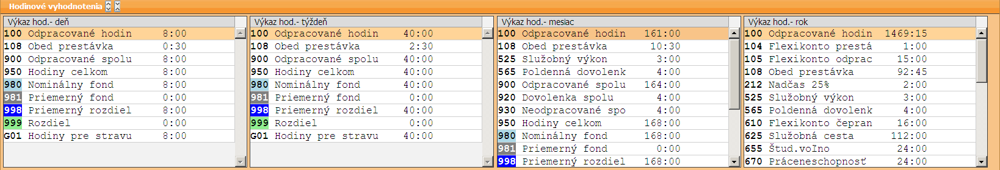 Hodinové vyhodnotenia
Výkaz hod.- deň
100 Odpracované hodin 8:00
108 Obed prestávka 0:30
900 Odpracované spolu 8:00
950 Hodiny celkom 8:00
980 Nominálny fond 8:00
981 Priemerný fond 0:00
998 Priemerný rozdiel 8:00
999 Rozdiel 0:00
G01 Hodiny pre stravu 8:00
Výkaz hod.- týždeň
100 Odpracované hodin 40:00
108 Obed prestávka 2:30
900 Odpracované spolu 40:00
950 Hodiny celkom 40:00
980 Nominálny fond 40:00
981 Priemerný fond 0:00
998 Priemerný rozdiel 40:00
999 Rozdiel 0:00
G01 Hodiny pre stravu 40:00
Výkaz hod.- mesiac
100 Odpracované hodin 161:00
108 Obed prestávka 10:30
525 Služobný výkon 3:00
565 Poldenná dovolenk 4:00
900 Odpracované spolu 164:00
920 Dovolenka spolu 4:00
930 Neodpracované spo 4:00
950 Hodiny celkom 168:00
980 Nominálny fond 168:00
981 Priemerný fond 0:00
998 Priemerný rozdiel 168:00
Výkaz hod.- rok
100 Odpracované hodin 1469:15
104 Flexikonto prestá 1:00
105 Flexikonto odprac 15:00
108 Obed prestávka 92:45
212 Nadčas 25% 2:00
525 Služobný výkon 3:00
565 Poldenná dovolenk 4:00
610 Flexikonto čerpan 16:00
625 Služobná cesta 112:00
655 Štud.voľno 24:00
670 Práceneschopnosť 24:00